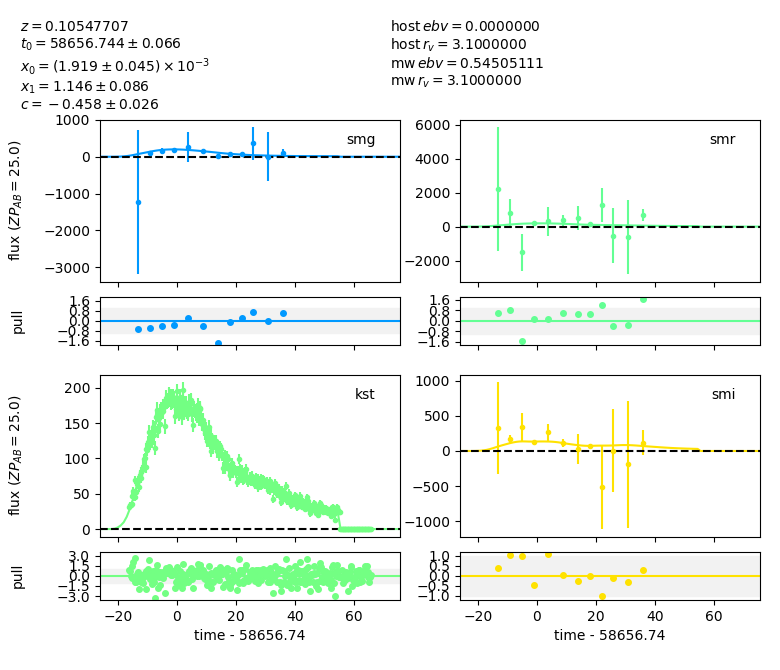 z = 0.10547707
t₀ = 58656.744 ± 0.066
x₀ = (1.919 ± 0.045) × 10⁻³
x₁ = 1.146 ± 0.086
c = −0.458 ± 0.026
host ebv = 0.0000000
host r_v = 3.1000000
mw ebv = 0.54505111
mw r_v = 3.1000000
smg
1000
0
−1000
−2000
−3000
flux (ZP_AB = 25.0)
smr
6000
4000
2000
0
−2000
1.6
0.8
0.0
−0.8
−1.6
pull
1.6
0.8
0.0
−0.8
−1.6
kst
200
150
100
50
0
flux (ZP_AB = 25.0)
smi
1000
500
0
−500
−1000
3.0
1.5
0.0
−1.5
−3.0
pull
−20 0 20 40 60
time - 58656.74
1.0
0.5
0.0
−0.5
−1.0
−20 0 20 40 60
time - 58656.74